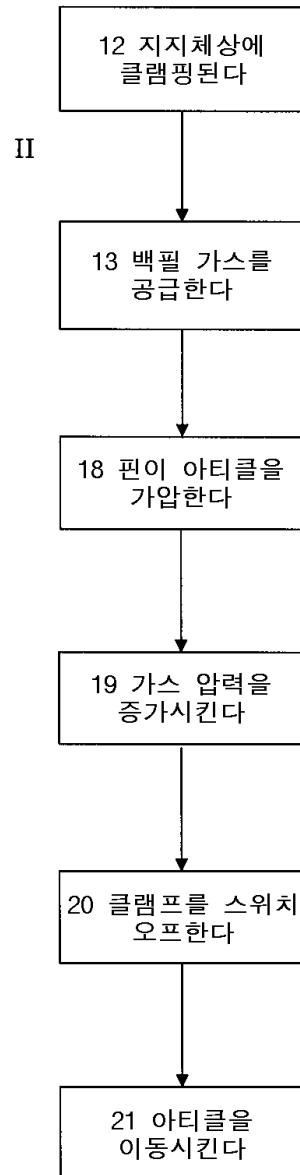 12 지지체상에
클램핑된다
II
13 백필 가스를
공급한다
18 핀이 아티클을
가압한다
19 가스 압력을
증가시킨다
20 클램프를 스위치
오프한다
21 아티클을
이동시킨다